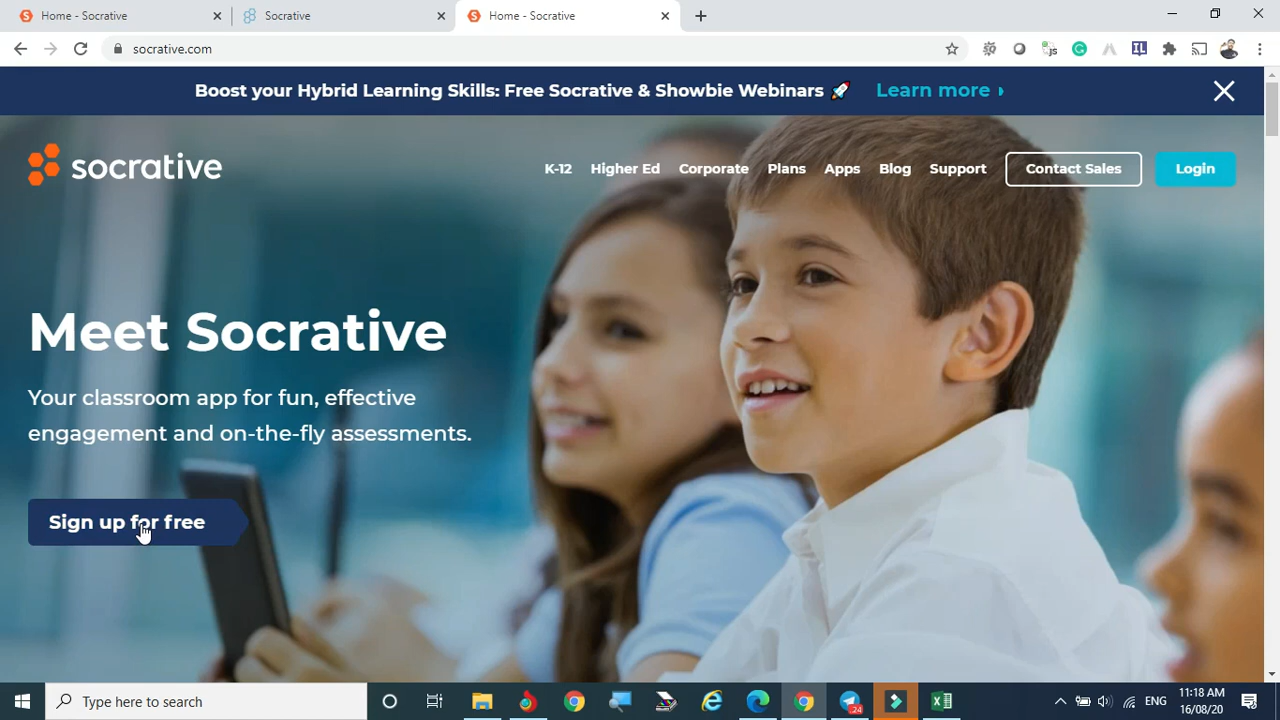 Home - Socrative
Socrative
Home - Socrative
socrative.com
JS
IL
Boost your Hybrid Learning Skills: Free Socrative & Showbie Webinars 🚀 Learn more
socrative
K-12 Higher Ed Corporate Plans Apps Blog Support Contact Sales Login
Meet Socrative
Your classroom app for fun, effective
engagement and on-the-fly assessments.
Sign up for free
Type here to search
24
ENG
11:18 AM
16/08/20